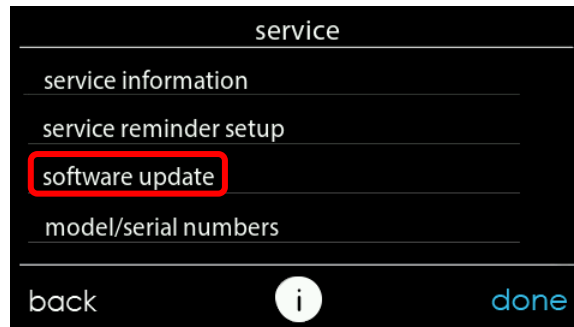 service
service information
service reminder setup
software update
model/serial numbers
back i done